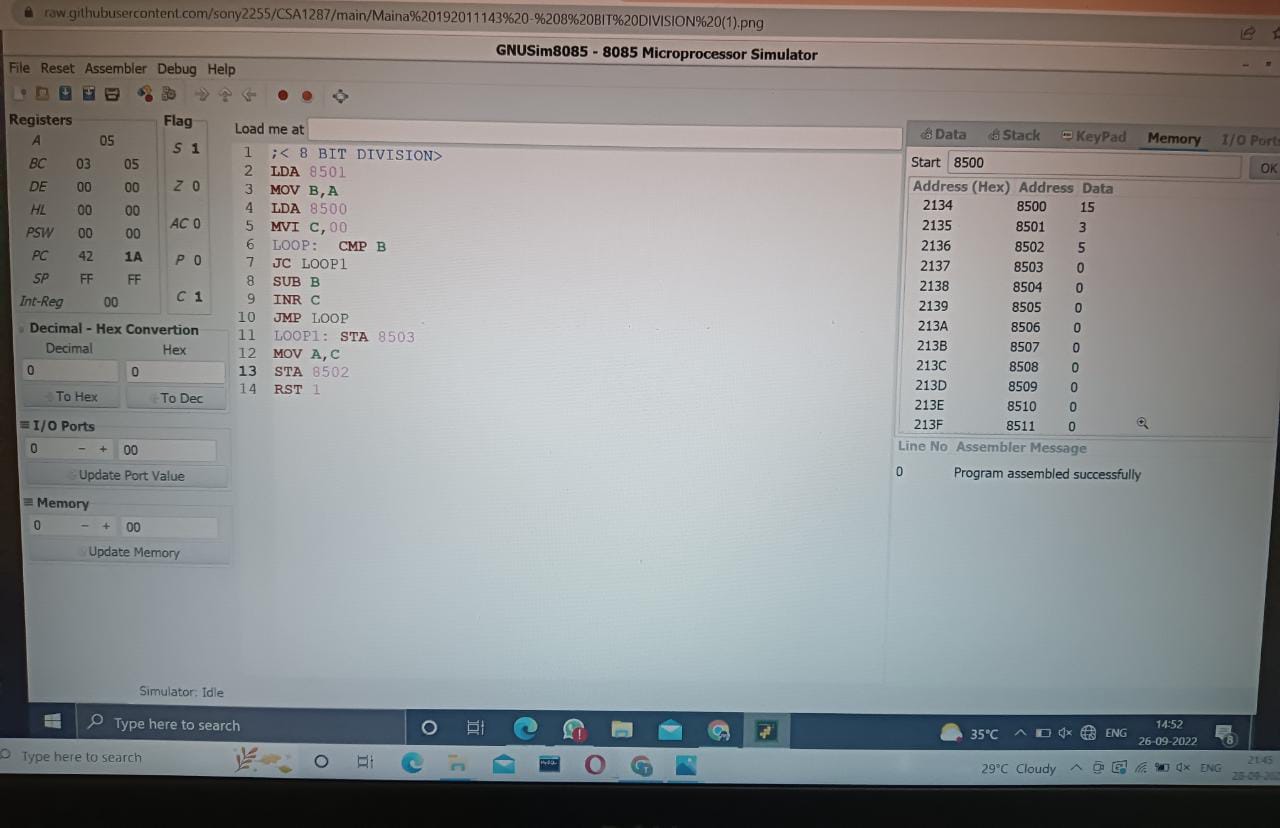 raw.githubusercontent.com/sony2255/CSA1287/main/Maina%20192011143%20-%208%20BIT%20DIVISION%20(1).png
GNUSim8085 - 8085 Microprocessor Simulator
File Reset Assembler Debug Help
Registers
A 05
BC 03 05
DE 00 00
HL 00 00
PSW 00 00
PC 42 1A
SP FF FF
Int-Reg 00
Flag
S 1
Z 0
AC 0
P 0
C 1
Decimal - Hex Convertion
Decimal Hex
0 0
To Hex To Dec
I/O Ports
0 - + 00
Update Port Value
Memory
0 - + 00
Update Memory
Simulator: Idle
Load me at
1 ;< 8 BIT DIVISION>
2 LDA 8501
3 MOV B,A
4 LDA 8500
5 MVI C,00
6 LOOP: CMP B
7 JC LOOP1
8 SUB B
9 INR C
10 JMP LOOP
11 LOOP1: STA 8503
12 MOV A,C
13 STA 8502
14 RST 1
Data Stack KeyPad Memory I/O Ports
Start 8500 OK
Address (Hex) Address Data
2134 8500 15
2135 8501 3
2136 8502 5
2137 8503 0
2138 8504 0
2139 8505 0
213A 8506 0
213B 8507 0
213C 8508 0
213D 8509 0
213E 8510 0
213F 8511 0
Line No Assembler Message
0 Program assembled successfully
Type here to search
35°C ENG 14:52
26-09-2022 8
Type here to search
29°C Cloudy ENG 21:45